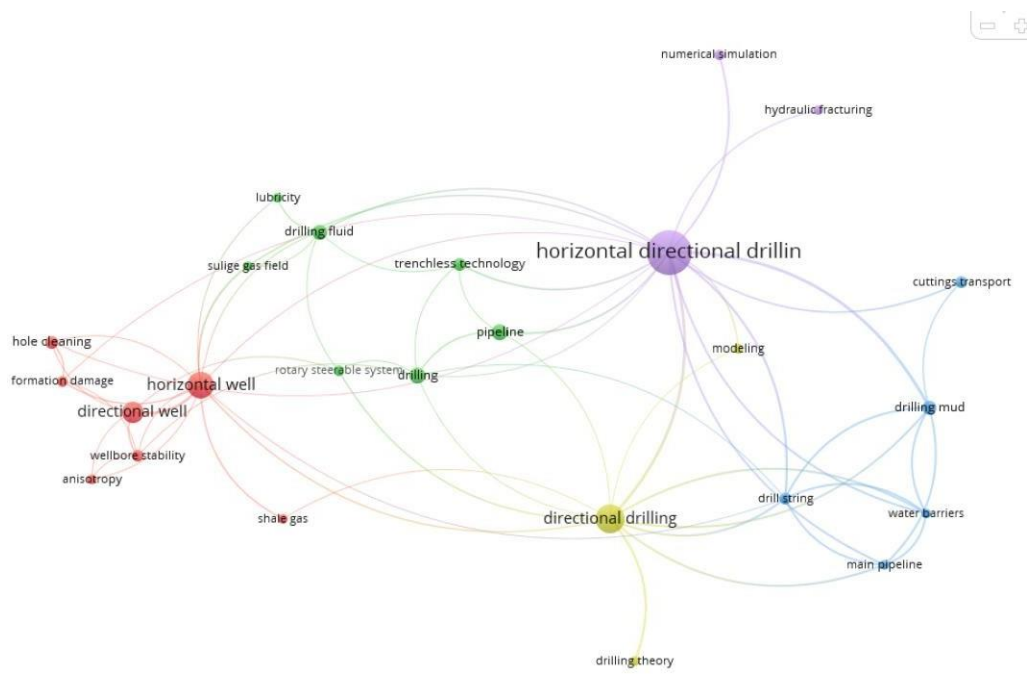 numerical simulation
hydraulic fracturing
lubricity
drilling fluid
horizontal directional drillin
sulige gas field
trenchless technology
cuttings transport
pipeline
hole cleaning
modeling
rotary steerable system
drilling
formation damage
horizontal well
directional well
drilling mud
wellbore stability
anisotropy
drill string
shale gas
directional drilling
water barriers
main pipeline
drilling theory